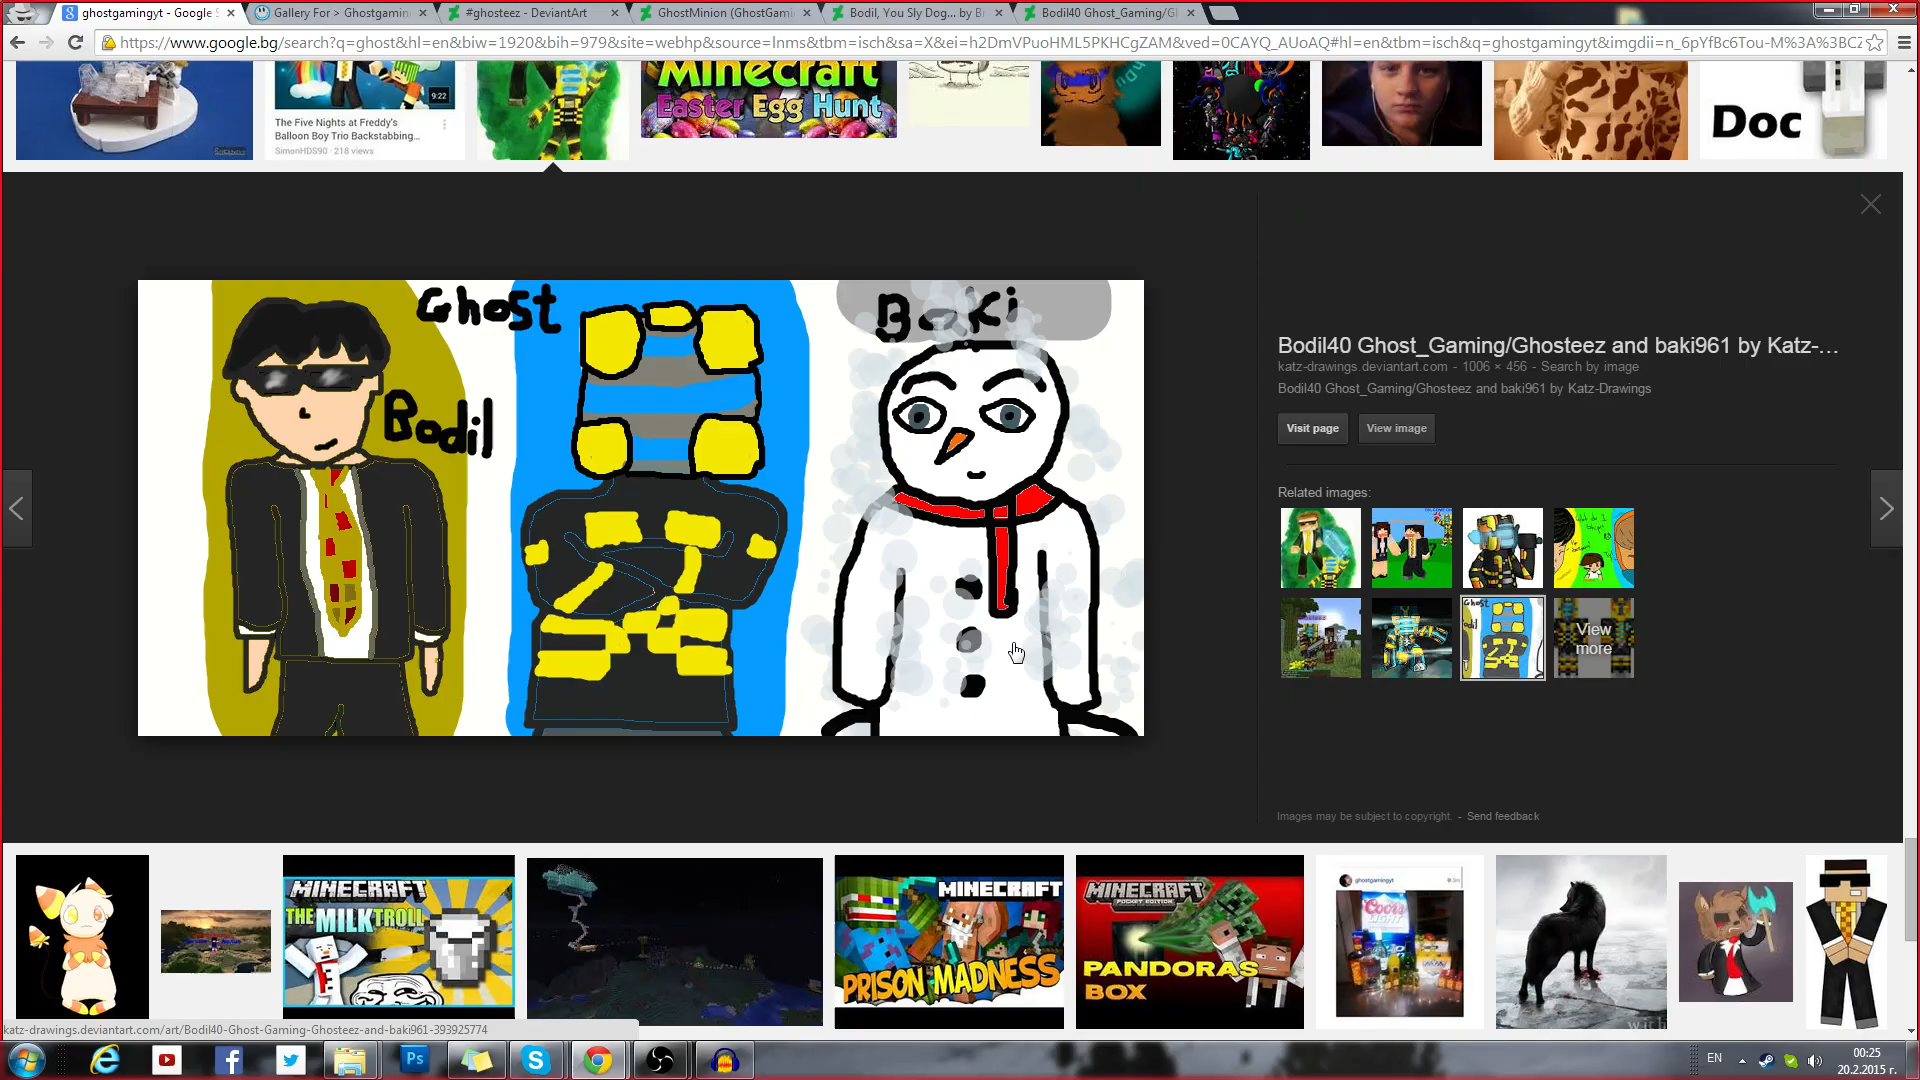 ghostgamingyt - Google S
Gallery For > Ghostgamin
#ghosteez - DeviantArt
GhostMinion (GhostGami
Bodil, You Sly Dog... by B
Bodil40 Ghost_Gaming/G
https://www.google.bg/search?q=ghost&hl=en&biw=1920&bih=979&site=webhp&source=lnms&tbm=isch&sa=X&ei=h2DmVPuoHML5PKHCgZAM&ved=0CAYQ_AUoAQ#hl=en&tbm=isch&q=ghostgamingyt&imgdii=n_6pYfBc6Tou-M%3A%3BCZ
9:22
The Five Nights at Freddy's
Balloon Boy Trio Backstabbing...
SimonHDS90 - 218 views
Minecraft
Easter Egg Hunt
Doc
Ghost
Bodil
Baki
Bodil40 Ghost_Gaming/Ghosteez and baki961 by Katz-...
katz-drawings.deviantart.com - 1006 × 456 - Search by image
Bodil40 Ghost_Gaming/Ghosteez and baki961 by Katz-Drawings
Visit page
View image
Related images:
Ghost
View
more
Images may be subject to copyright. - Send feedback
MINECRAFT
THE MILK TROLL
MINECRAFT
PRISON MADNESS
MINECRAFT
POCKET EDITION
PANDORAS
BOX
ghostgamingyt
Coors
LIGHT
katz-drawings.deviantart.com/art/Bodil40-Ghost-Gaming-Ghosteez-and-baki961-393925774
Ps
EN
00:25
20.2.2015 г.